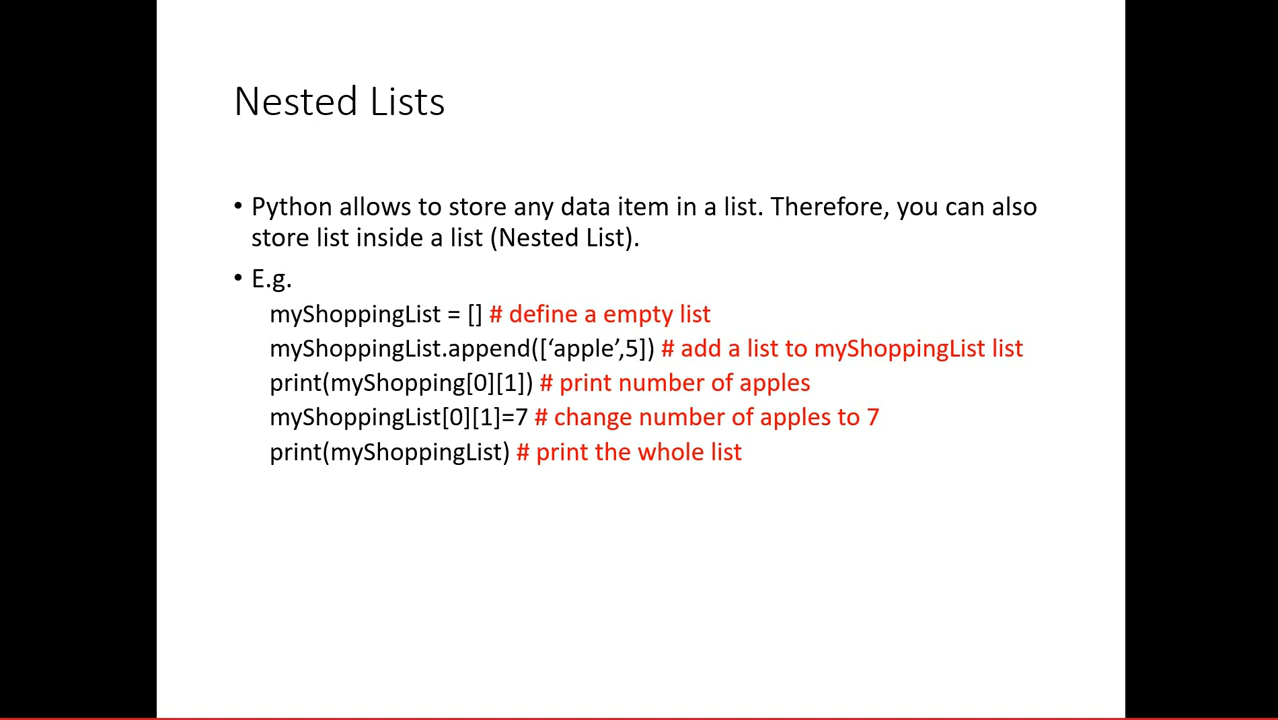 Nested Lists
• Python allows to store any data item in a list. Therefore, you can also
store list inside a list (Nested List).
• E.g.
myShoppingList = [] # define a empty list
myShoppingList.append([‘apple’,5]) # add a list to myShoppingList list
print(myShopping[0][1]) # print number of apples
myShoppingList[0][1]=7 # change number of apples to 7
print(myShoppingList) # print the whole list